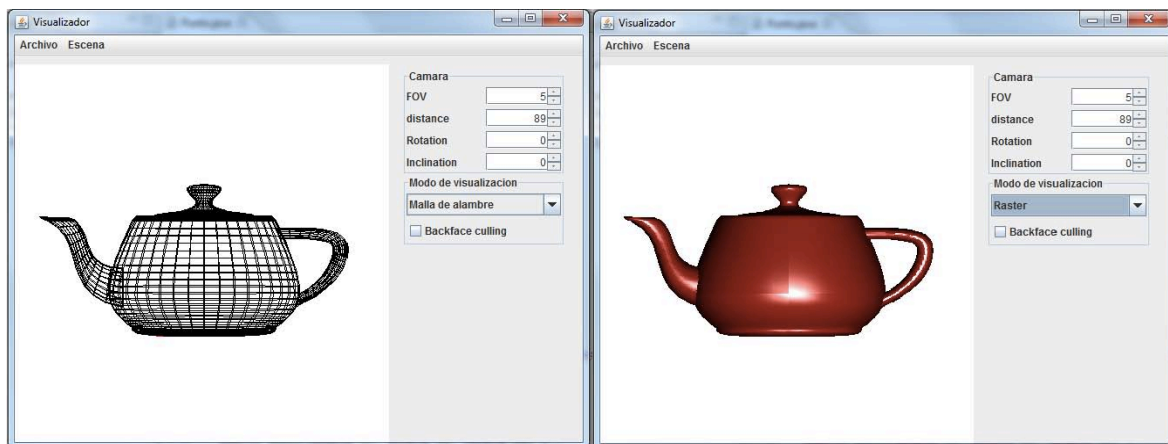 Visualizador
Archivo Escena
Camara
FOV 5
distance 89
Rotation 0
Inclination 0
Modo de visualizacion
Malla de alambre
Backface culling
Visualizador
Archivo Escena
Camara
FOV 5
distance 89
Rotation 0
Inclination 0
Modo de visualizacion
Raster
Backface culling